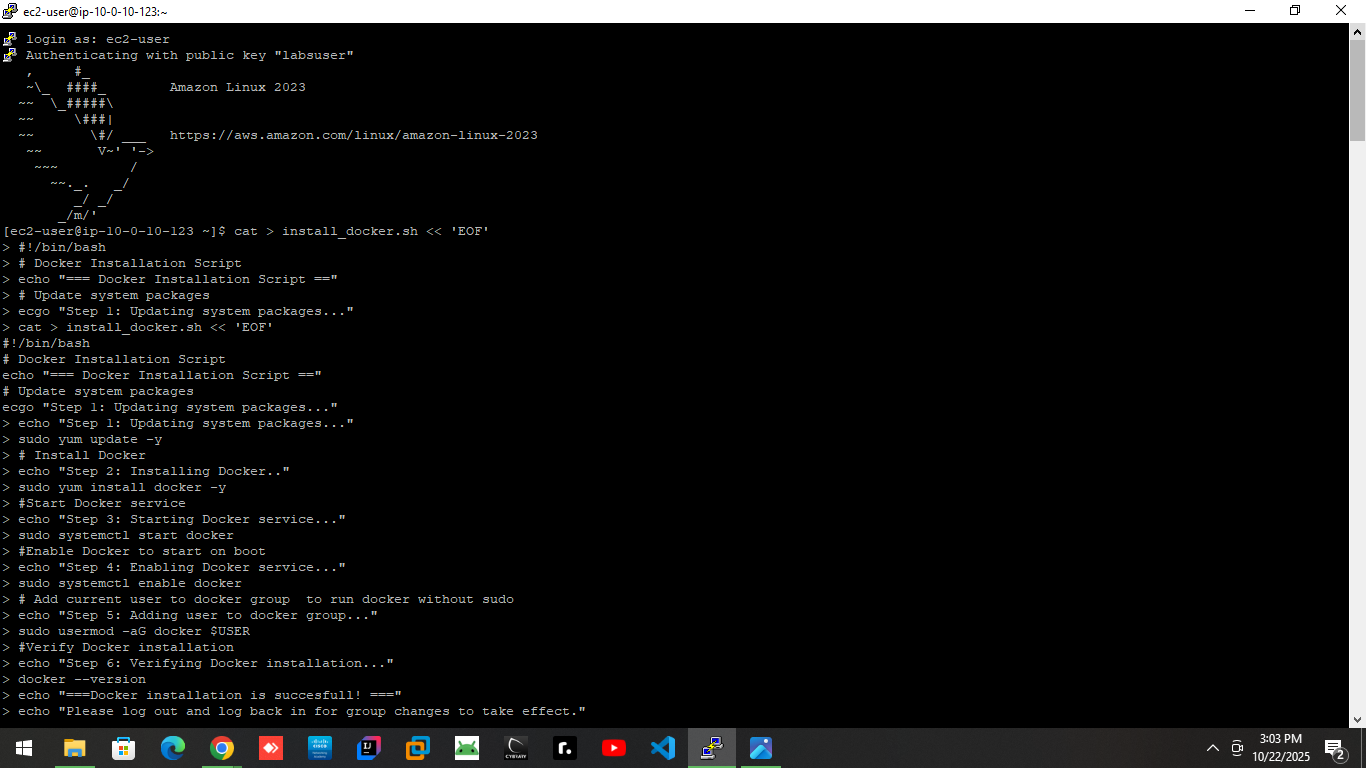 ec2-user@ip-10-0-10-123:~
login as: ec2-user
Authenticating with public key "labsuser"
   ,     #_
   ~\_  ####_        Amazon Linux 2023
  ~~  \_#####\
  ~~     \###|
  ~~       \#/ ___   https://aws.amazon.com/linux/amazon-linux-2023
   ~~       V~' '->
    ~~~         /
      ~~._.   _/
         _/ _/
       _/m/'
[ec2-user@ip-10-0-10-123 ~]$ cat > install_docker.sh << 'EOF'
> #!/bin/bash
> # Docker Installation Script
> echo "=== Docker Installation Script =="
> # Update system packages
> ecgo "Step 1: Updating system packages..."
> cat > install_docker.sh << 'EOF'
#!/bin/bash
# Docker Installation Script
echo "=== Docker Installation Script =="
# Update system packages
ecgo "Step 1: Updating system packages..."
> echo "Step 1: Updating system packages..."
> sudo yum update -y
> # Install Docker
> echo "Step 2: Installing Docker.."
> sudo yum install docker -y
> #Start Docker service
> echo "Step 3: Starting Docker service..."
> sudo systemctl start docker
> #Enable Docker to start on boot
> echo "Step 4: Enabling Dcoker service..."
> sudo systemctl enable docker
> # Add current user to docker group  to run docker without sudo
> echo "Step 5: Adding user to docker group..."
> sudo usermod -aG docker $USER
> #Verify Docker installation
> echo "Step 6: Verifying Docker installation..."
> docker --version
> echo "===Docker installation is succesfull! ==="
> echo "Please log out and log back in for group changes to take effect."
3:03 PM
10/22/2025
2